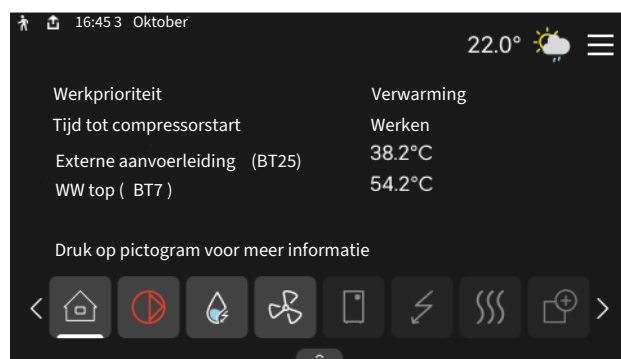 16:45 3 Oktober
22.0°
Werkprioriteit Verwarming
Tijd tot compressorstart Werken
Externe aanvoerleiding (BT25) 38.2°C
WW top ( BT7 ) 54.2°C
Druk op pictogram voor meer informatie